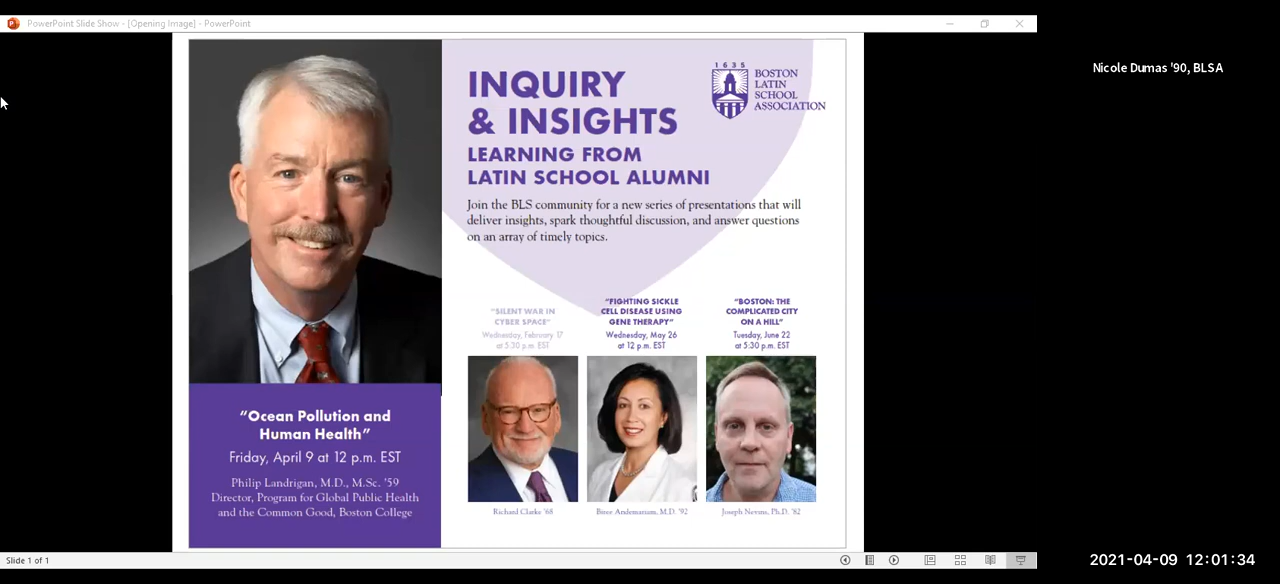 PowerPoint Slide Show - [Opening Image] - PowerPoint
Nicole Dumas '90, BLSA
INQUIRY
& INSIGHTS
LEARNING FROM
LATIN SCHOOL ALUMNI
1635
BOSTON
LATIN
SCHOOL
ASSOCIATION
Join the BLS community for a new series of presentations that will
deliver insights, spark thoughtful discussion, and answer questions
on an array of timely topics.
"SILENT WAR IN
CYBER SPACE"
Wednesday, February 17
at 5:30 p.m. EST
Richard Clarke '68
"FIGHTING SICKLE
CELL DISEASE USING
GENE THERAPY"
Wednesday, May 26
at 12 p.m. EST
Biree Andemariam, M.D. '92
"BOSTON: THE
COMPLICATED CITY
ON A HILL"
Tuesday, June 22
at 5:30 p.m. EST
Joseph Nevins, Ph.D. '82
"Ocean Pollution and
Human Health"
Friday, April 9 at 12 p.m. EST
Philip Landrigan, M.D., M.Sc. '59
Director, Program for Global Public Health
and the Common Good, Boston College
Slide 1 of 1
2021-04-09 12:01:34